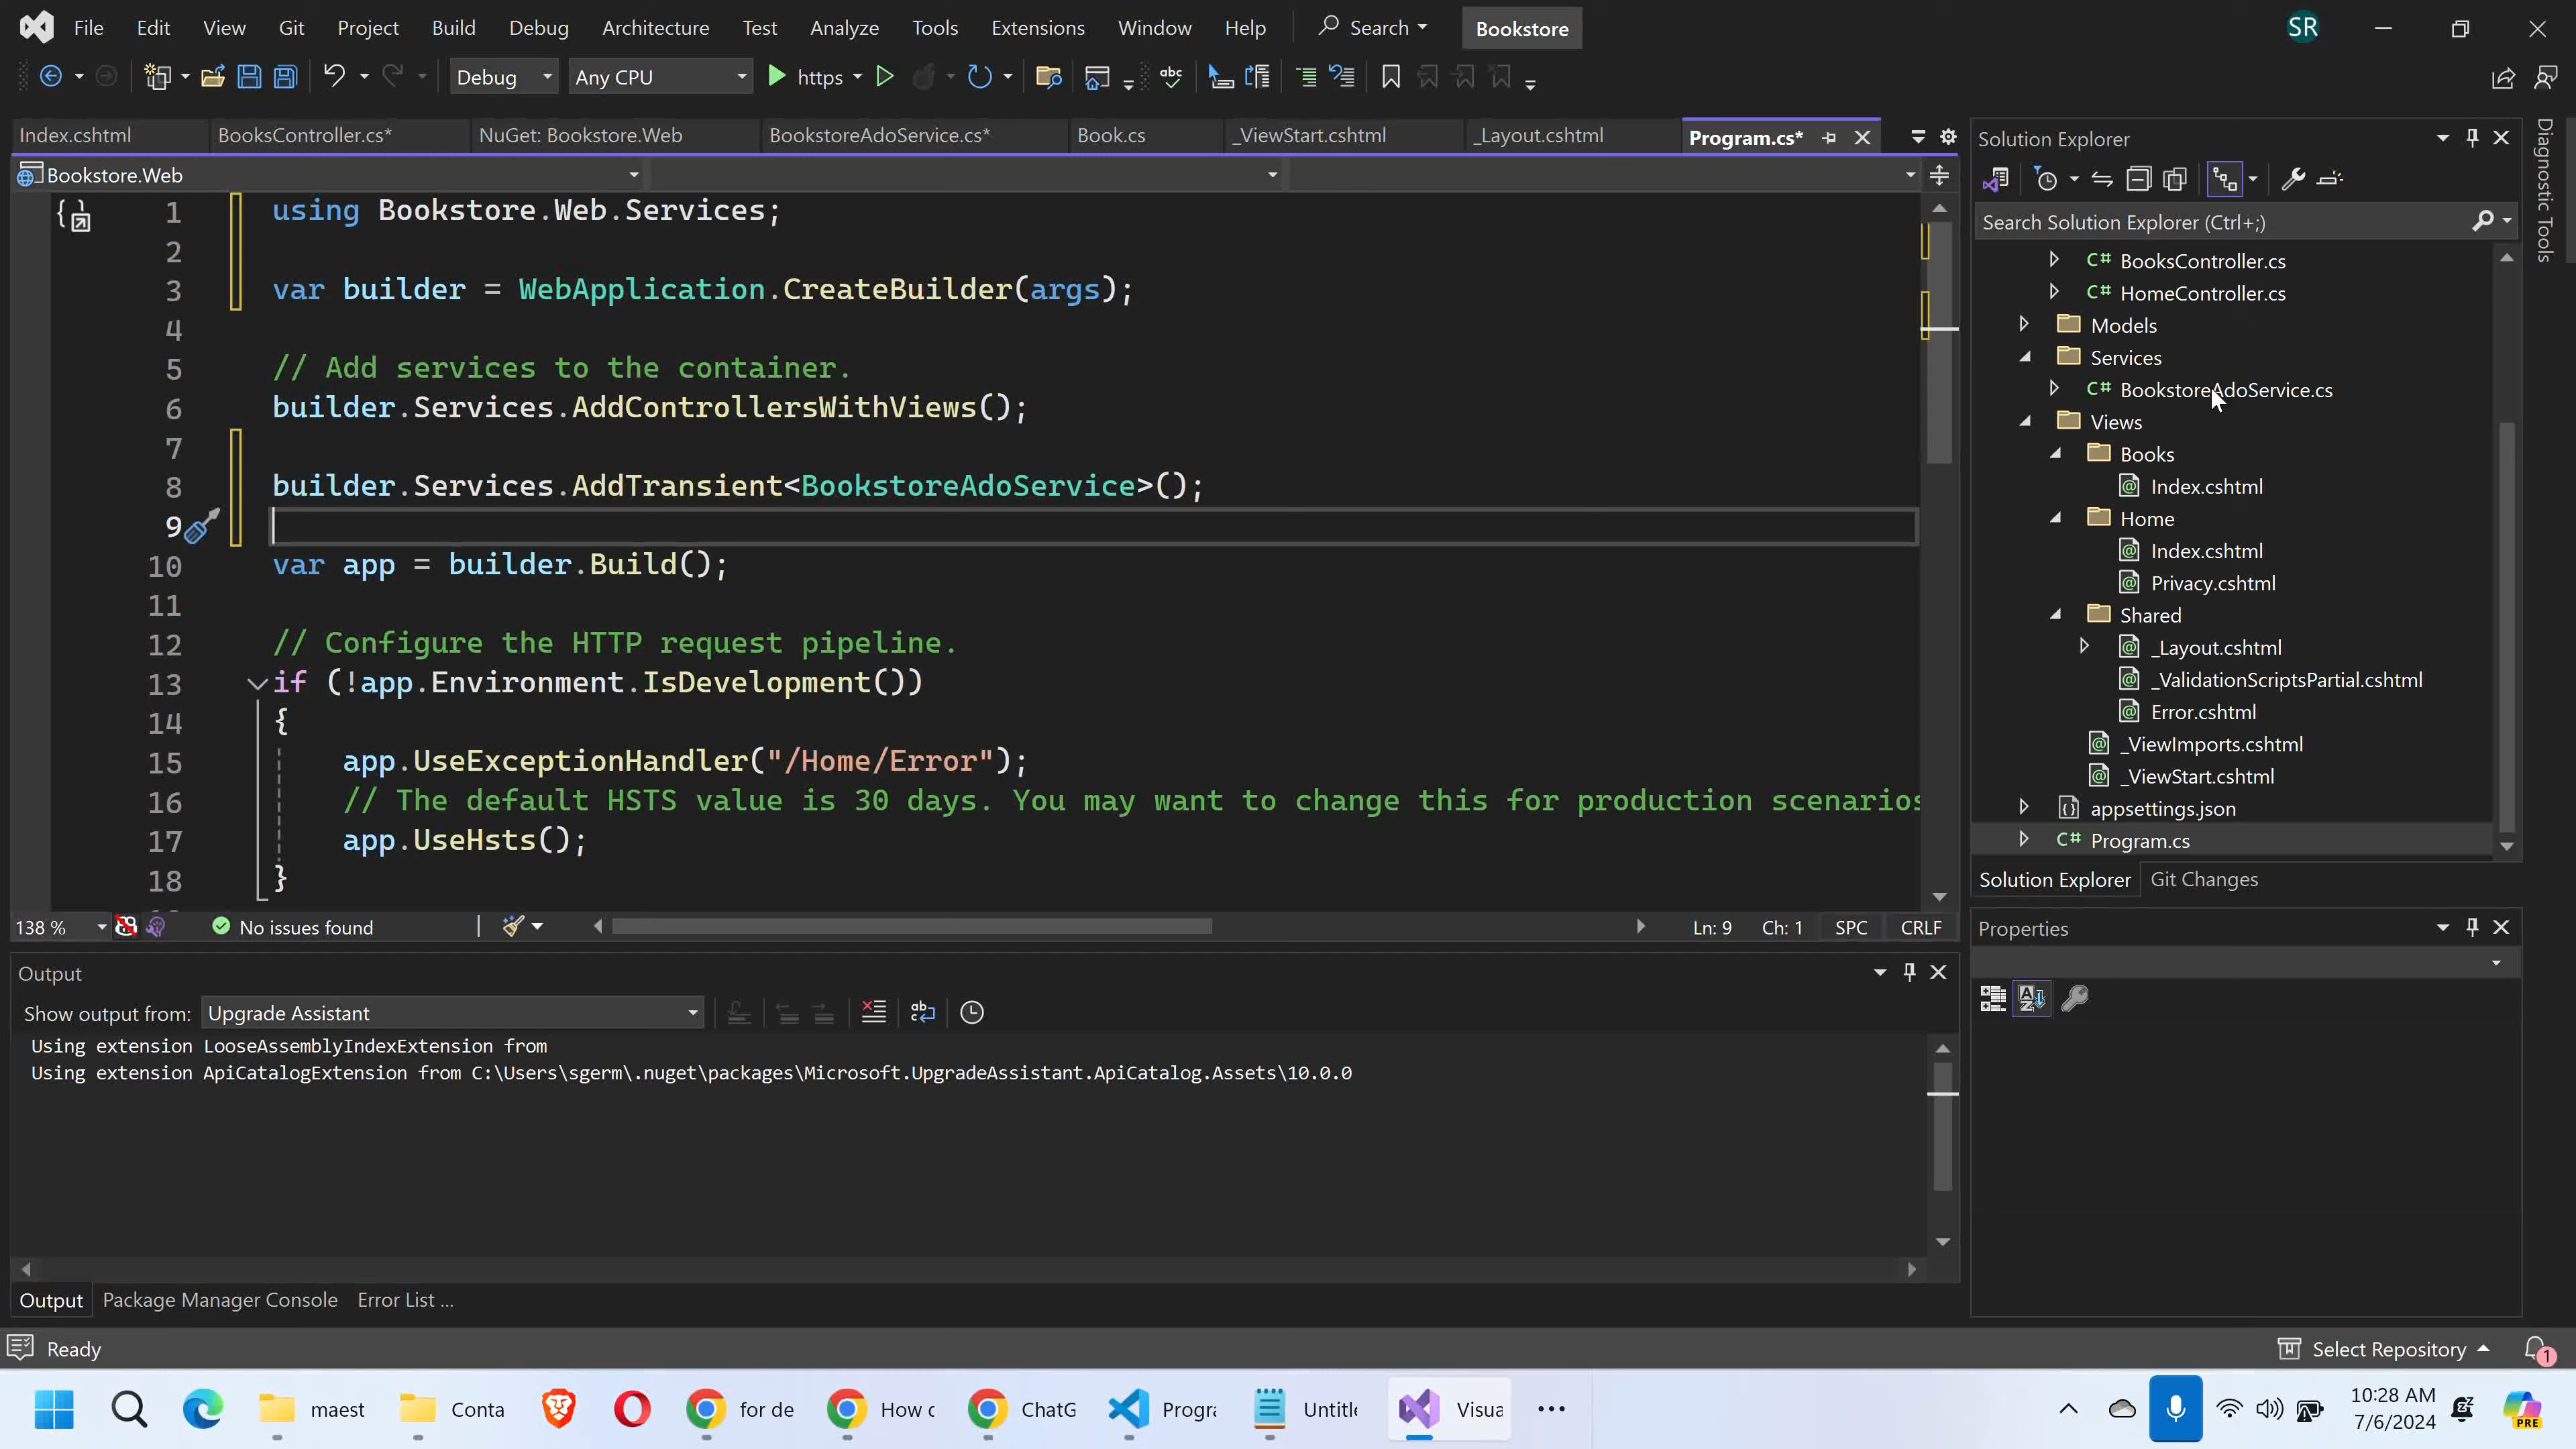 File Edit View Git Project Build Debug Architecture Test Analyze Tools Extensions Window Help Search Bookstore SR
Debug Any CPU https
Index.cshtml BooksController.cs* NuGet: Bookstore.Web BookstoreAdoService.cs* Book.cs _ViewStart.cshtml _Layout.cshtml Program.cs*
Bookstore.Web
1 using Bookstore.Web.Services;
2
3 var builder = WebApplication.CreateBuilder(args);
4
5 // Add services to the container.
6 builder.Services.AddControllersWithViews();
7
8 builder.Services.AddTransient<BookstoreAdoService>();
9
10 var app = builder.Build();
11
12 // Configure the HTTP request pipeline.
13 if (!app.Environment.IsDevelopment())
14 {
15 app.UseExceptionHandler("/Home/Error");
16 // The default HSTS value is 30 days. You may want to change this for production scenarios
17 app.UseHsts();
18 }
138 % No issues found Ln: 9 Ch: 1 SPC CRLF
Output
Show output from: Upgrade Assistant
Using extension LooseAssemblyIndexExtension from
Using extension ApiCatalogExtension from C:\Users\sgerm\.nuget\packages\Microsoft.UpgradeAssistant.ApiCatalog.Assets\10.0.0
Output Package Manager Console Error List ...
Solution Explorer
Search Solution Explorer (Ctrl+;)
C# BooksController.cs
C# HomeController.cs
Models
Services
C# BookstoreAdoService.cs
Views
Books
Index.cshtml
Home
Index.cshtml
Privacy.cshtml
Shared
_Layout.cshtml
_ValidationScriptsPartial.cshtml
Error.cshtml
_ViewImports.cshtml
_ViewStart.cshtml
appsettings.json
C# Program.cs
Solution Explorer Git Changes
Properties
Diagnostic Tools
Ready Select Repository 1
maest Conta for de How c ChatG Progra Untitle Visua
10:28 AM
7/6/2024
PRE